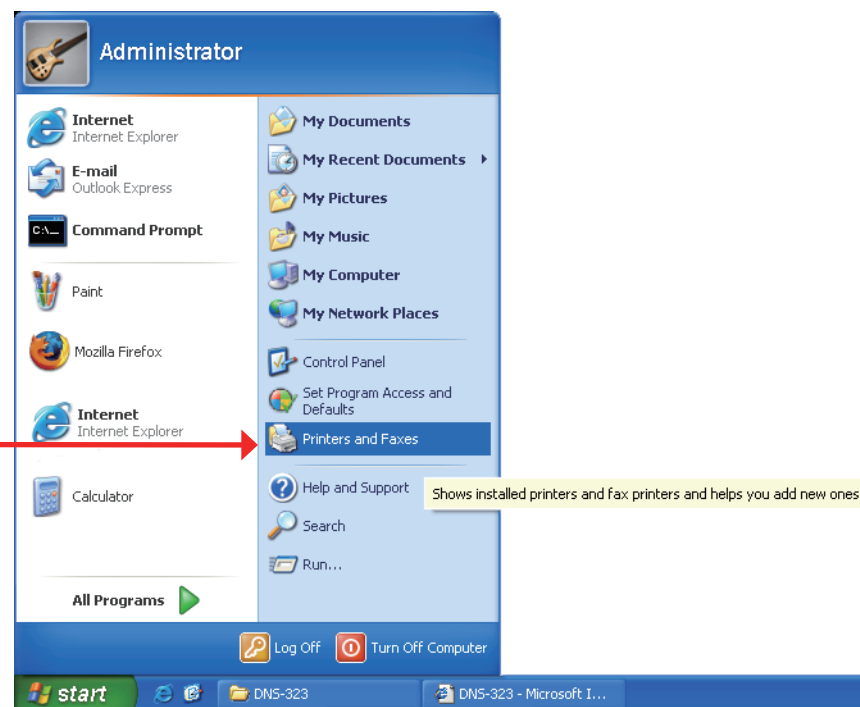 Administrator
Internet
Internet Explorer
E-mail
Outlook Express
C:\_
Command Prompt
Paint
Mozilla Firefox
Internet
Internet Explorer
Calculator
All Programs
My Documents
My Recent Documents
My Pictures
My Music
My Computer
My Network Places
Control Panel
Set Program Access and
Defaults
Printers and Faxes
Help and Support
Shows installed printers and fax printers and helps you add new ones
Search
Run...
Log Off
Turn Off Computer
start
DNS-323
DNS-323 - Microsoft I...